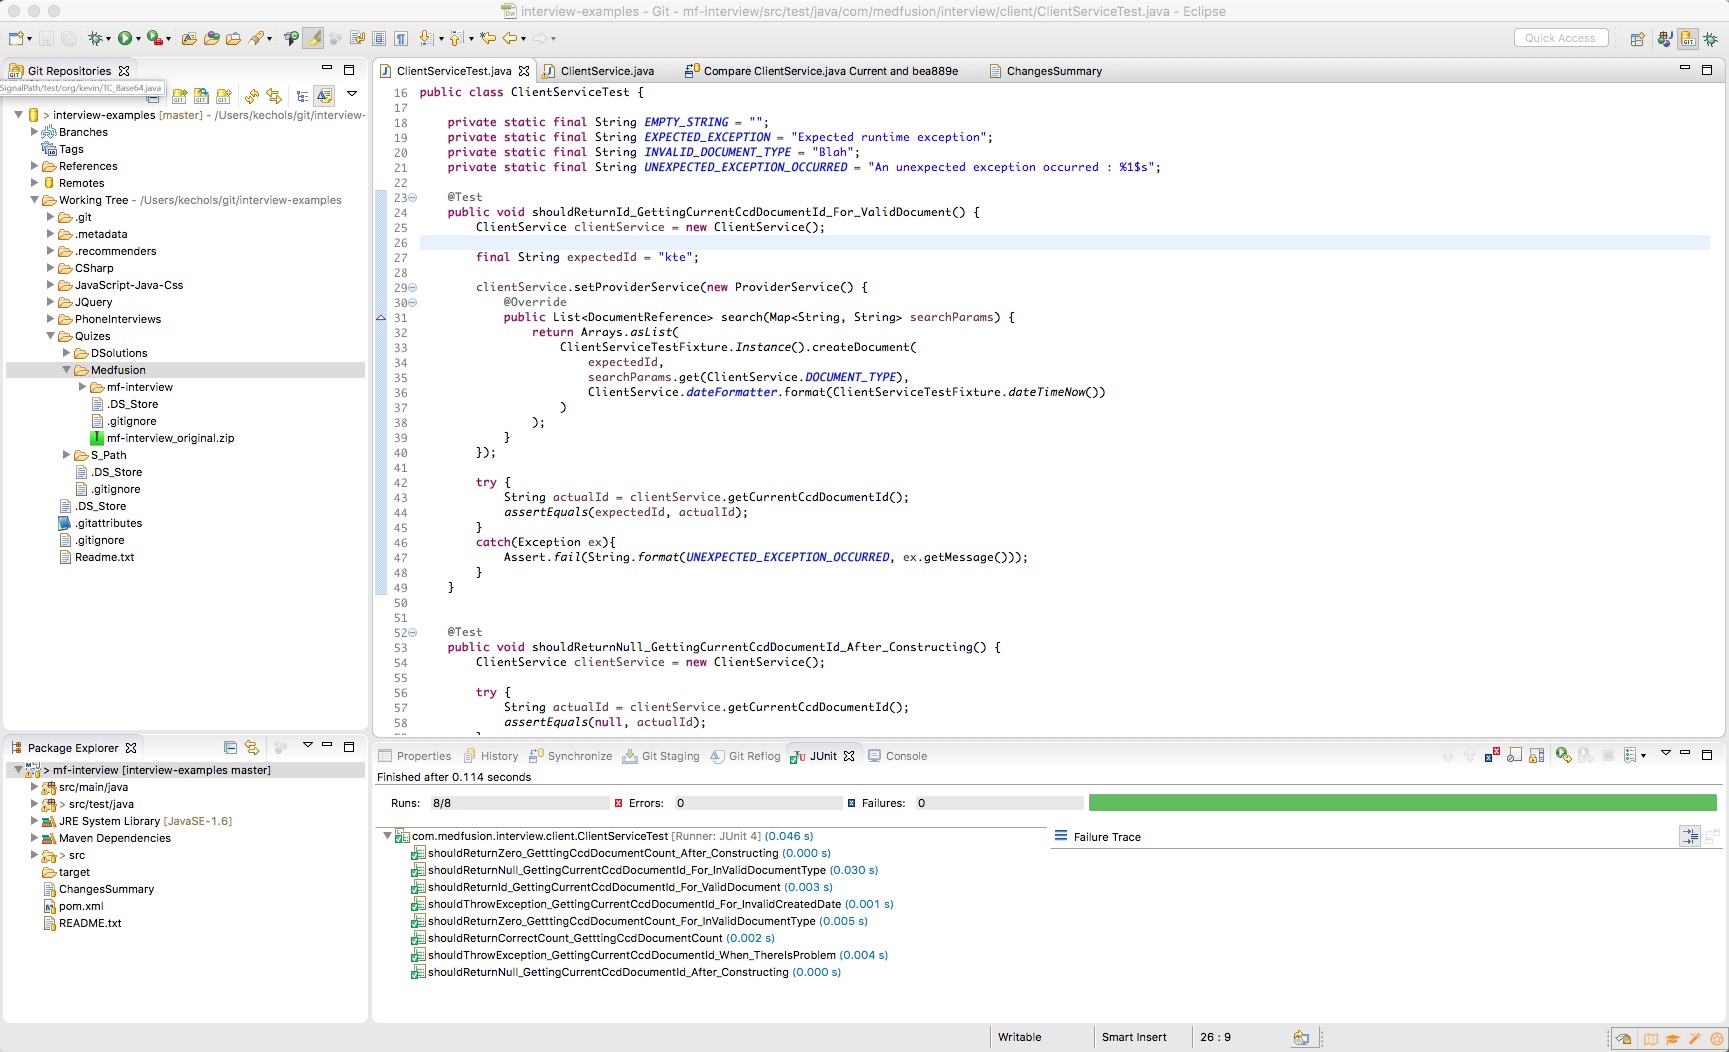 interview-examples - Git - mf-interview/src/test/java/com/medfusion/interview/client/ClientServiceTest.java - Eclipse
Quick Access
Git Repositories
SignalPath/test/org/kevin/TC_Base64.java
> interview-examples [master] - /Users/kechols/git/interview-
Branches
Tags
References
Remotes
Working Tree - /Users/kechols/git/interview-examples
.git
.metadata
.recommenders
CSharp
JavaScript-Java-Css
JQuery
PhoneInterviews
Quizes
DSolutions
Medfusion
mf-interview
.DS_Store
.gitignore
mf-interview_original.zip
S_Path
.DS_Store
.gitignore
.DS_Store
.gitattributes
.gitignore
Readme.txt
ClientServiceTest.java
ClientService.java
Compare ClientService.java Current and bea889e
ChangesSummary
16 public class ClientServiceTest {
17
18 private static final String EMPTY_STRING = "";
19 private static final String EXPECTED_EXCEPTION = "Expected runtime exception";
20 private static final String INVALID_DOCUMENT_TYPE = "Blah";
21 private static final String UNEXPECTED_EXCEPTION_OCCURRED = "An unexpected exception occurred : %1$s";
22
23 @Test
24 public void shouldReturnId_GettingCurrentCcdDocumentId_For_ValidDocument() {
25 ClientService clientService = new ClientService();
26
27 final String expectedId = "kte";
28
29 clientService.setProviderService(new ProviderService() {
30 @Override
31 public List<DocumentReference> search(Map<String, String> searchParams) {
32 return Arrays.asList(
33 ClientServiceTestFixture.Instance().createDocument(
34 expectedId,
35 searchParams.get(ClientService.DOCUMENT_TYPE),
36 ClientService.dateFormatter.format(ClientServiceTestFixture.dateTimeNow())
37 )
38 );
39 }
40 });
41
42 try {
43 String actualId = clientService.getCurrentCcdDocumentId();
44 assertEquals(expectedId, actualId);
45 }
46 catch(Exception ex){
47 Assert.fail(String.format(UNEXPECTED_EXCEPTION_OCCURRED, ex.getMessage()));
48 }
49 }
50
51
52 @Test
53 public void shouldReturnNull_GettingCurrentCcdDocumentId_After_Constructing() {
54 ClientService clientService = new ClientService();
55
56 try {
57 String actualId = clientService.getCurrentCcdDocumentId();
58 assertEquals(null, actualId);
Package Explorer
> mf-interview [interview-examples master]
src/main/java
> src/test/java
JRE System Library [JavaSE-1.6]
Maven Dependencies
> src
target
ChangesSummary
pom.xml
README.txt
Properties
History
Synchronize
Git Staging
Git Reflog
JUnit
Console
Finished after 0.114 seconds
Runs: 8/8 Errors: 0 Failures: 0
com.medfusion.interview.client.ClientServiceTest [Runner: JUnit 4] (0.046 s)
shouldReturnZero_GetttingCcdDocumentCount_After_Constructing (0.000 s)
shouldReturnNull_GettingCurrentCcdDocumentId_For_InValidDocumentType (0.030 s)
shouldReturnId_GettingCurrentCcdDocumentId_For_ValidDocument (0.003 s)
shouldThrowException_GettingCurrentCcdDocumentId_For_InvalidCreatedDate (0.001 s)
shouldReturnZero_GetttingCcdDocumentCount_For_InValidDocumentType (0.005 s)
shouldReturnCorrectCount_GetttingCcdDocumentCount (0.002 s)
shouldThrowException_GettingCurrentCcdDocumentId_When_ThereIsProblem (0.004 s)
shouldReturnNull_GettingCurrentCcdDocumentId_After_Constructing (0.000 s)
Failure Trace
Writable
Smart Insert
26 : 9